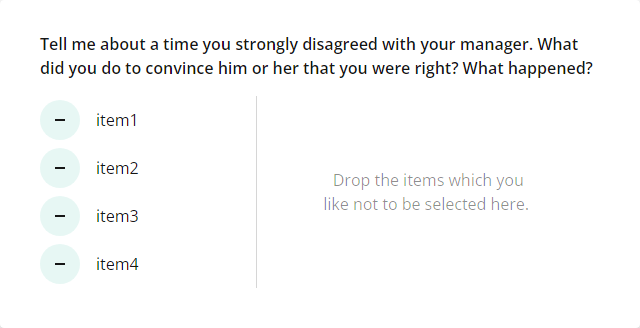 Tell me about a time you strongly disagreed with your manager. What
did you do to convince him or her that you were right? What happened?
item1
item2
item3
item4
Drop the items which you
like not to be selected here.